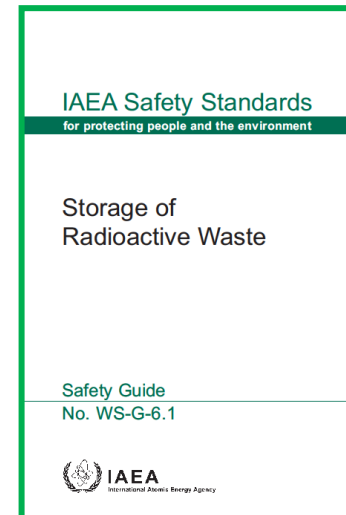 IAEA Safety Standards
for protecting people and the environment
Storage of
Radioactive Waste
Safety Guide
No. WS-G-6.1
IAEA
International Atomic Energy Agency